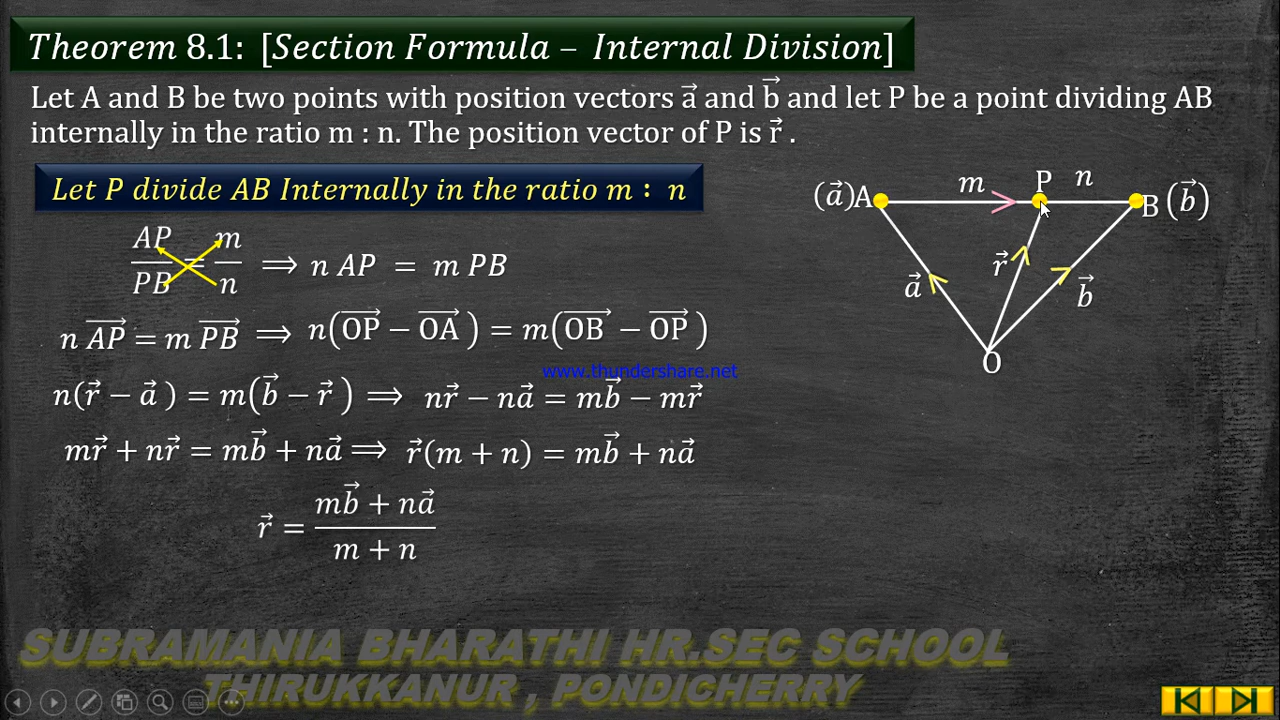 Theorem 8.1: [Section Formula – Internal Division]
Let A and B be two points with position vectors a⃗ and b⃗ and let P be a point dividing AB
internally in the ratio m : n. The position vector of P is r⃗ .
Let P divide AB Internally in the ratio m : n
AP/PB = m/n ⟹ n AP = m PB
n AP⃗ = m PB⃗ ⟹ n(OP⃗ − OA⃗ ) = m(OB⃗ − OP⃗ )
www.thundershare.net
n(r⃗ − a⃗ ) = m(b⃗ − r⃗ ) ⟹ nr⃗ − na⃗ = mb⃗ − mr⃗
mr⃗ + nr⃗ = mb⃗ + na⃗ ⟹ r⃗(m + n) = mb⃗ + na⃗
r⃗ = (mb⃗ + na⃗)/(m + n)
(a⃗)A m P n B (b⃗)
a⃗ r⃗ b⃗
O
SUBRAMANIA BHARATHI HR.SEC SCHOOL
THIRUKKANUR , PONDICHERRY